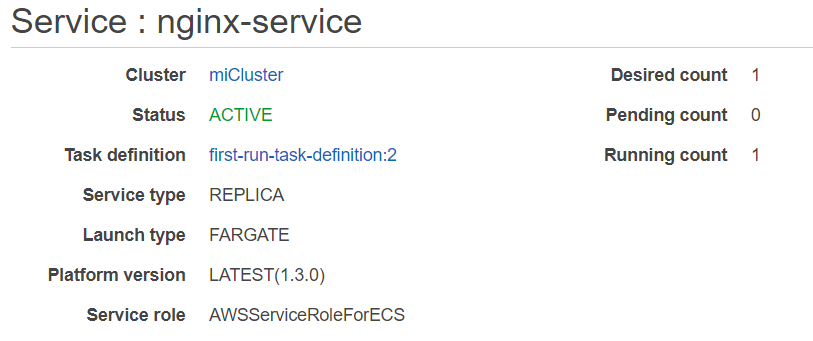 Service : nginx-service
Cluster miCluster Desired count 1
Status ACTIVE Pending count 0
Task definition first-run-task-definition:2 Running count 1
Service type REPLICA
Launch type FARGATE
Platform version LATEST(1.3.0)
Service role AWSServiceRoleForECS